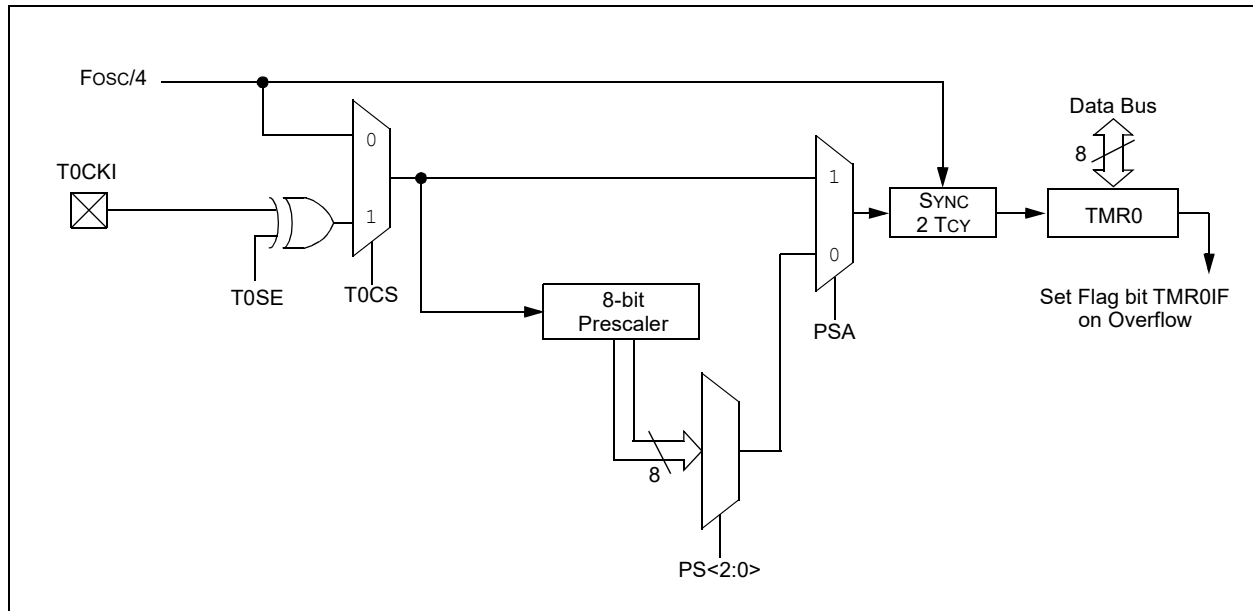 FOSC/4
Data Bus
8
T0CKI
0
1
1
0
SYNC
2 TCY
TMR0
T0SE
T0CS
8-bit
Prescaler
PSA
Set Flag bit TMR0IF
on Overflow
8
PS<2:0>